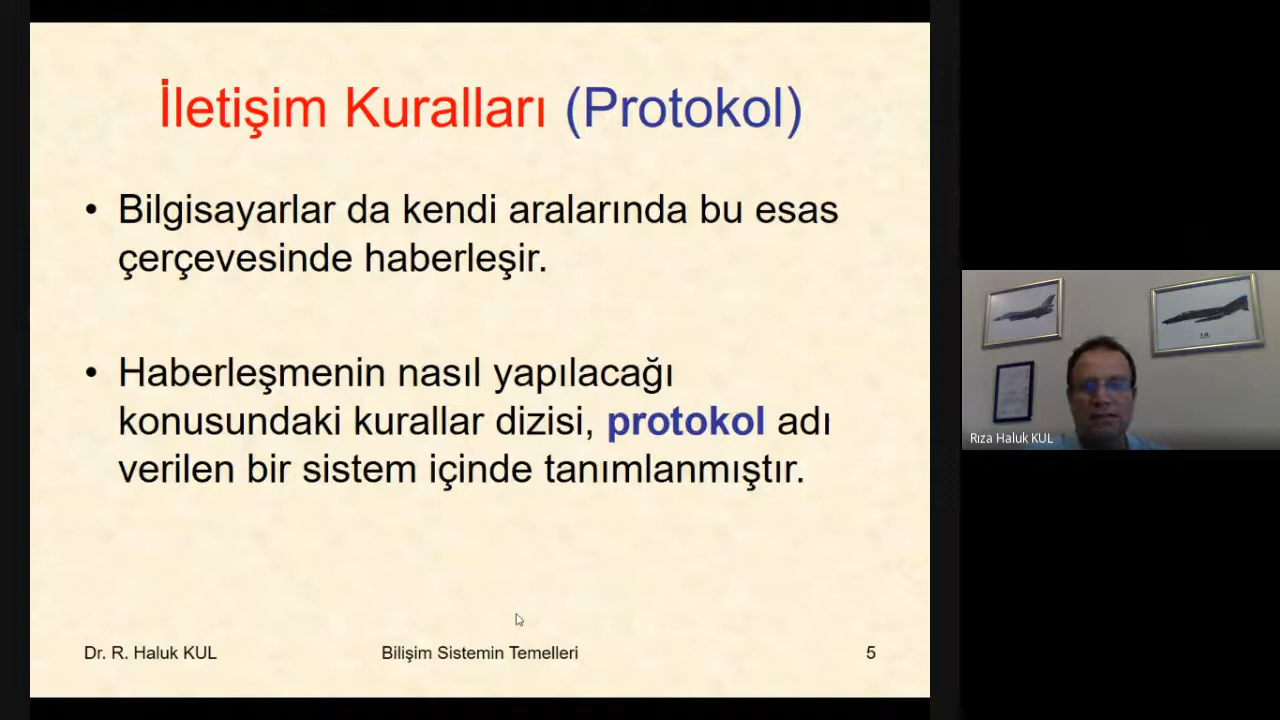 İletişim Kuralları (Protokol)
• Bilgisayarlar da kendi aralarında bu esas
çerçevesinde haberleşir.
• Haberleşmenin nasıl yapılacağı
konusundaki kurallar dizisi, protokol adı
verilen bir sistem içinde tanımlanmıştır.
Dr. R. Haluk KUL
Bilişim Sistemin Temelleri
5
Rıza Haluk KUL